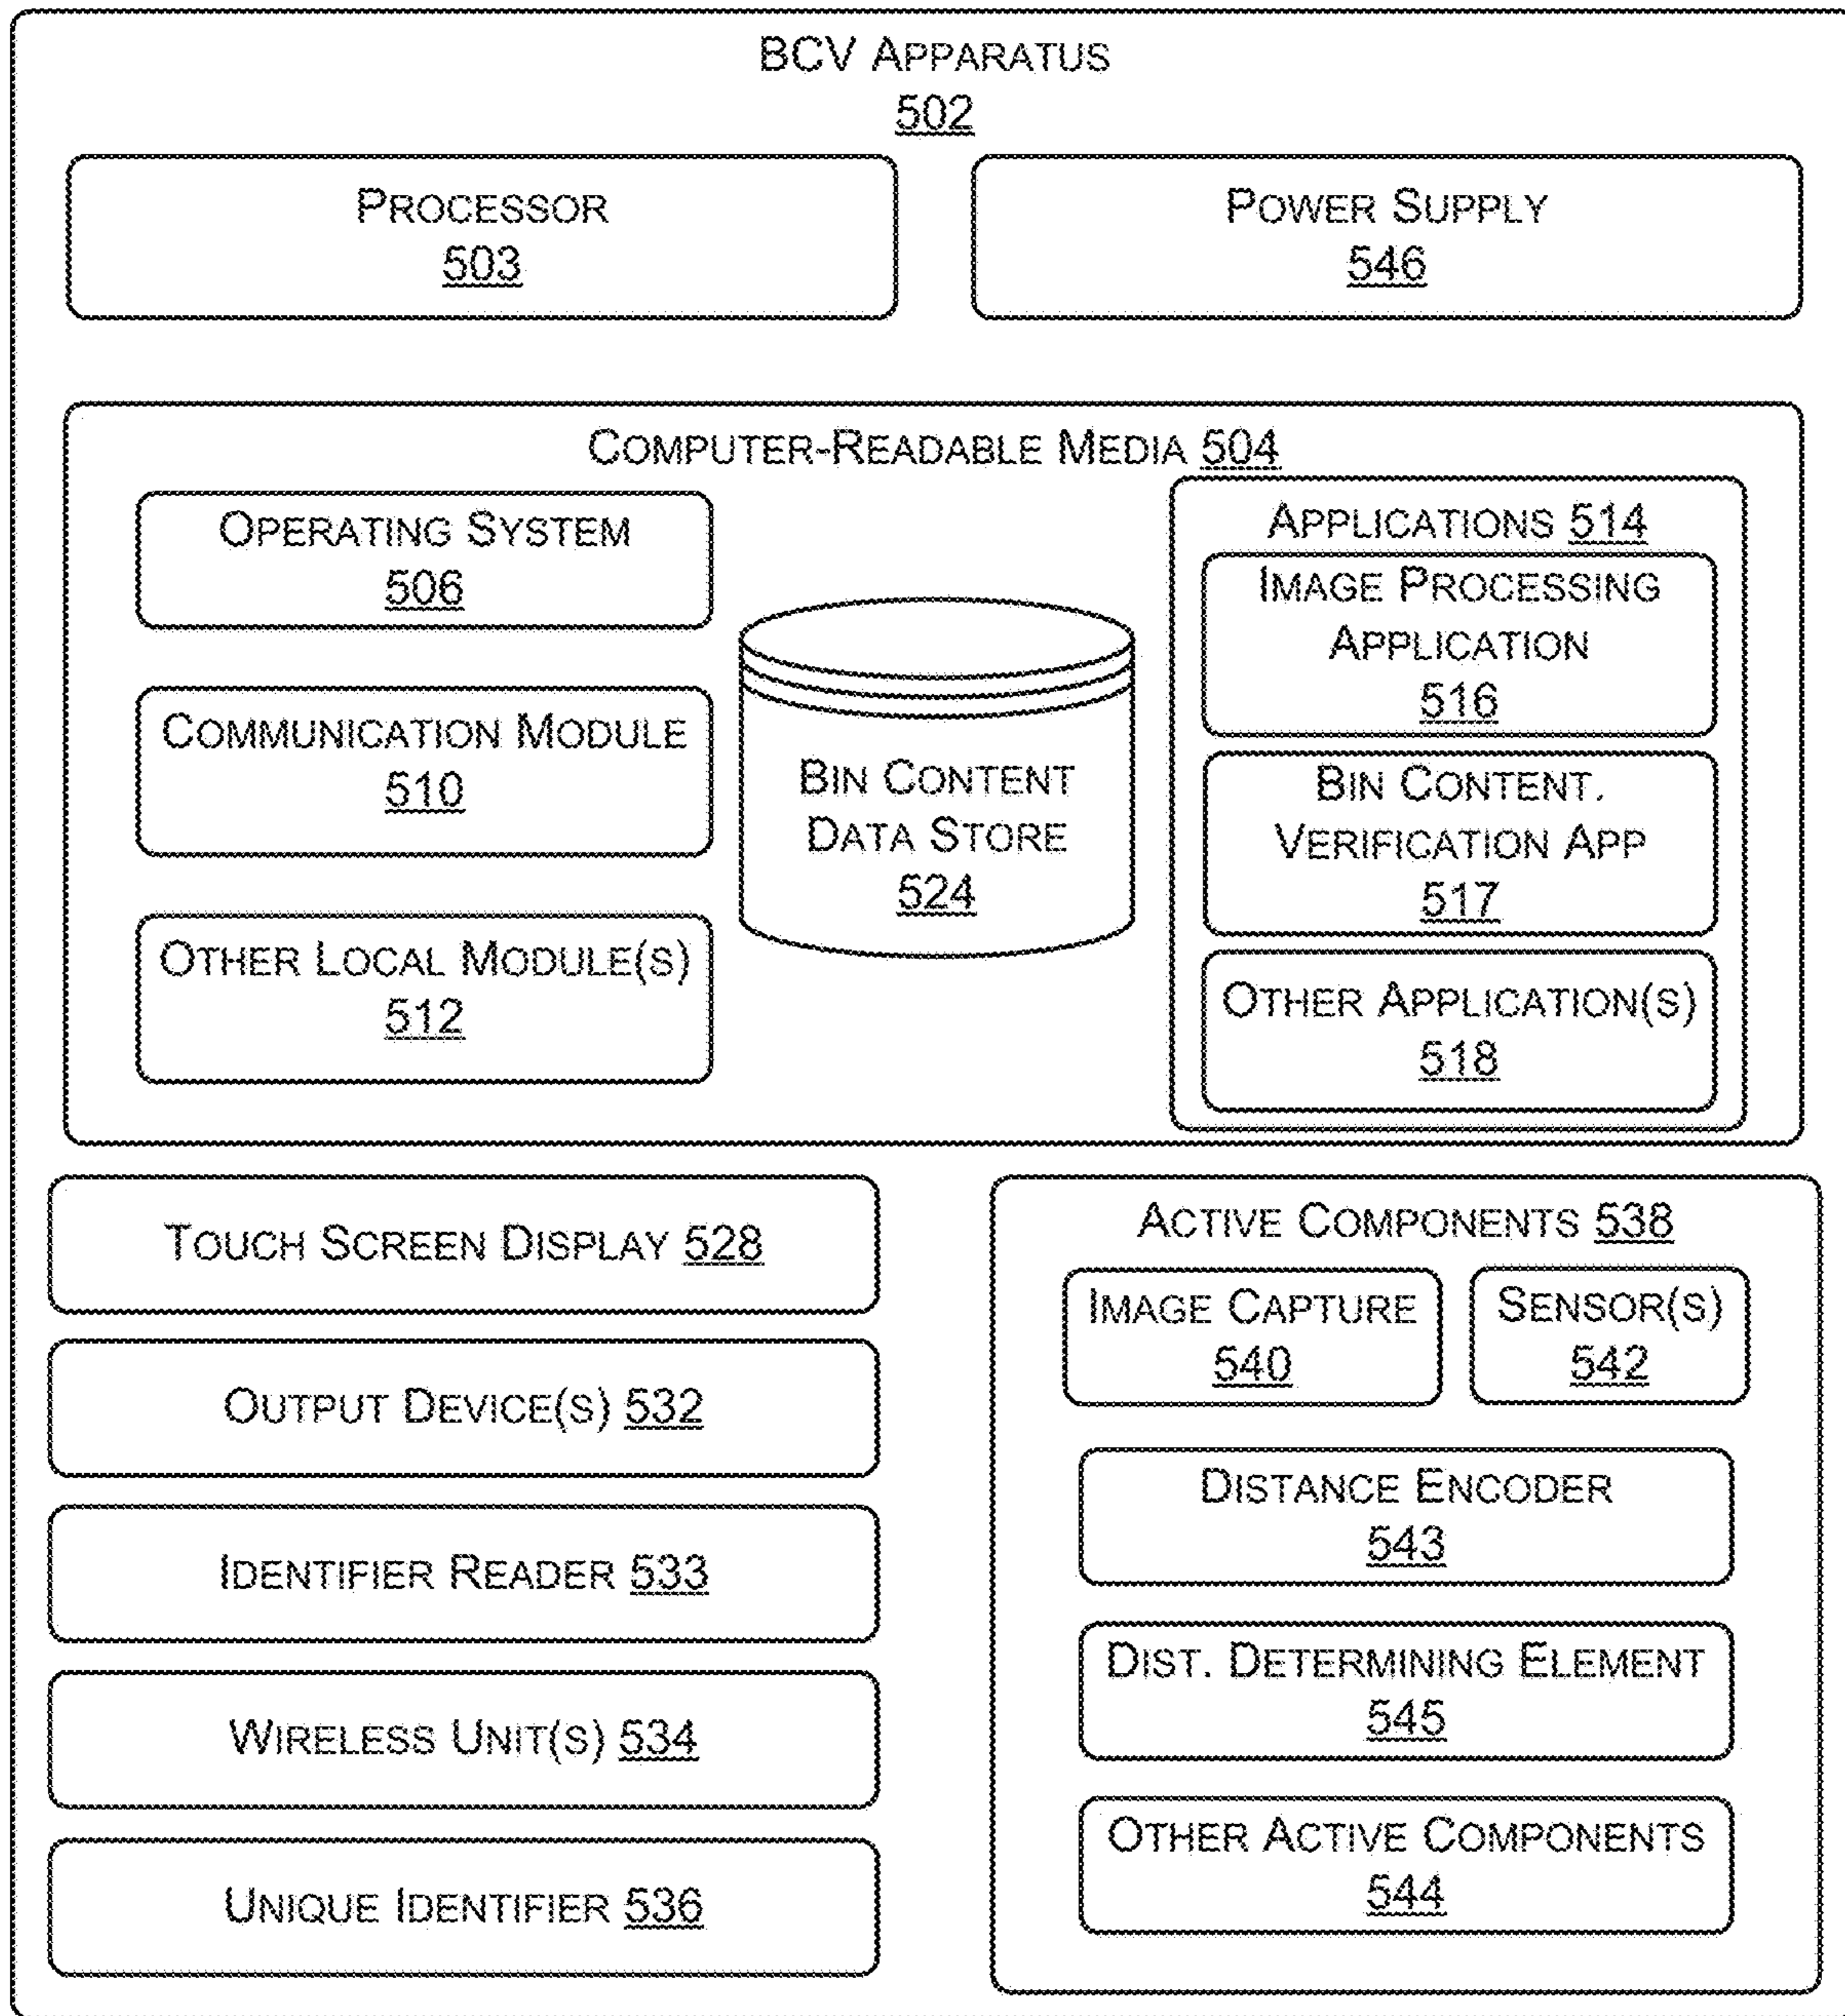 BCV APPARATUS
502
PROCESSOR
503
POWER SUPPLY
546
COMPUTER-READABLE MEDIA 504
OPERATING SYSTEM
506
COMMUNICATION MODULE
510
OTHER LOCAL MODULE(S)
512
BIN CONTENT
DATA STORE
524
APPLICATIONS 514
IMAGE PROCESSING
APPLICATION
516
BIN CONTENT.
VERIFICATION APP
517
OTHER APPLICATION(S)
518
TOUCH SCREEN DISPLAY 528
OUTPUT DEVICE(S) 532
IDENTIFIER READER 533
WIRELESS UNIT(S) 534
UNIQUE IDENTIFIER 536
ACTIVE COMPONENTS 538
IMAGE CAPTURE
540
SENSOR(S)
542
DISTANCE ENCODER
543
DIST. DETERMINING ELEMENT
545
OTHER ACTIVE COMPONENTS
544